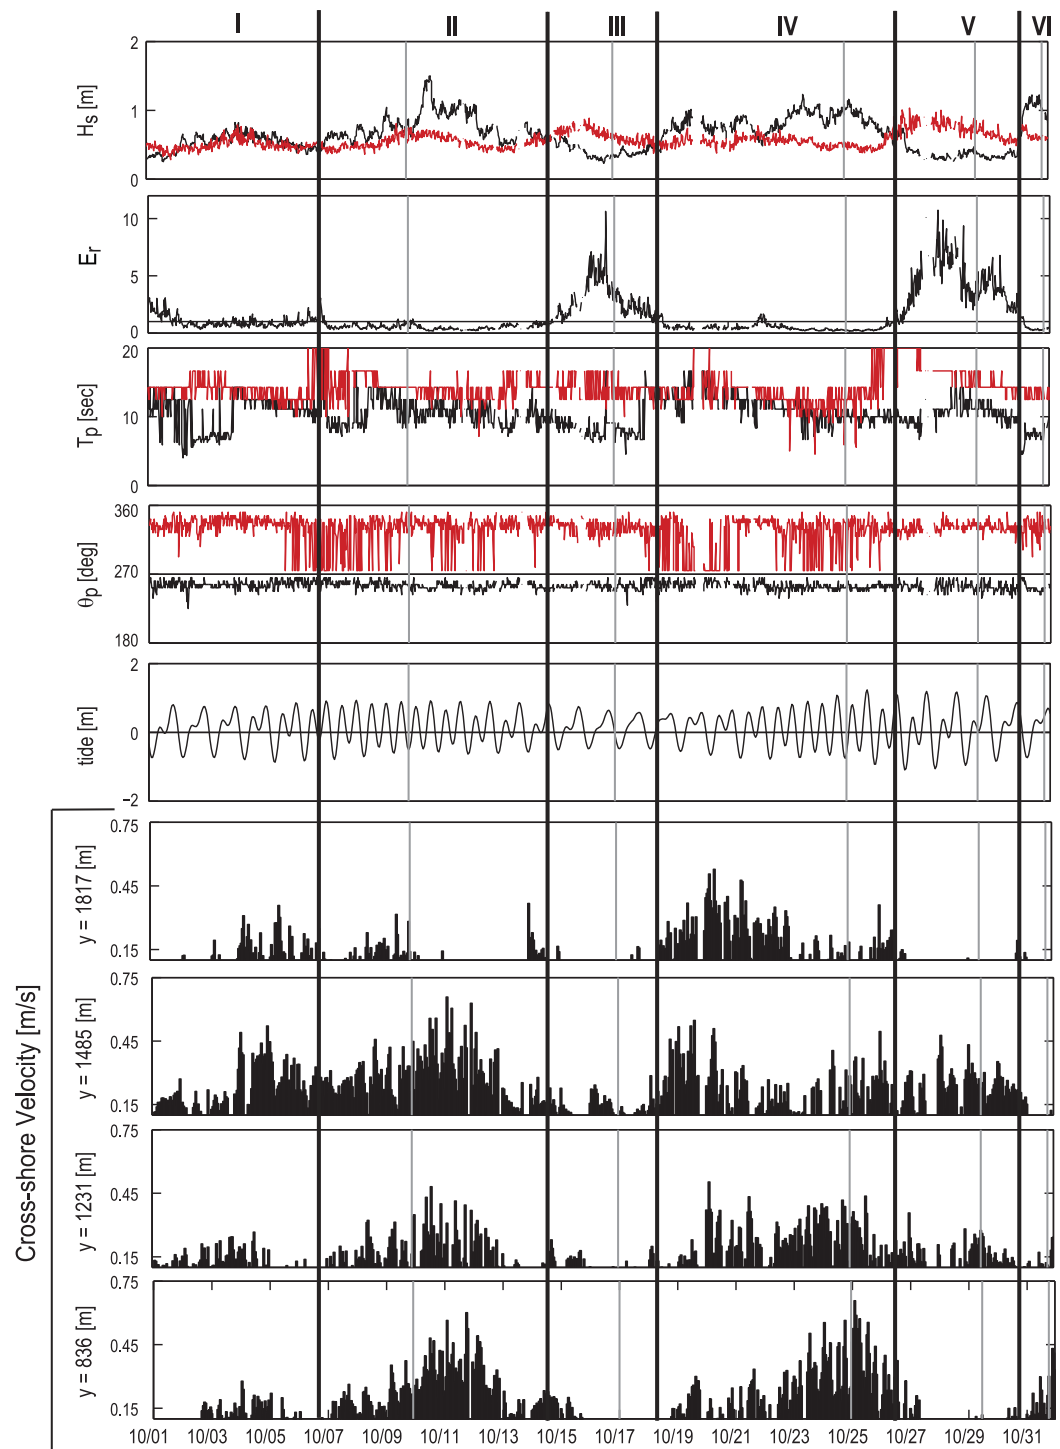 I II III IV V VI
Hs [m]
2
1
0
Er
10
5
0
Tp [sec]
20
10
0
θp [deg]
360
270
180
tide [m]
2
0
−2
Cross-shore Velocity [m/s]
y = 1817 [m]
0.75
0.45
0.15
y = 1485 [m]
0.75
0.45
0.15
y = 1231 [m]
0.75
0.45
0.15
y = 836 [m]
0.75
0.45
0.15
10/01 10/03 10/05 10/07 10/09 10/11 10/13 10/15 10/17 10/19 10/21 10/23 10/25 10/27 10/29 10/31